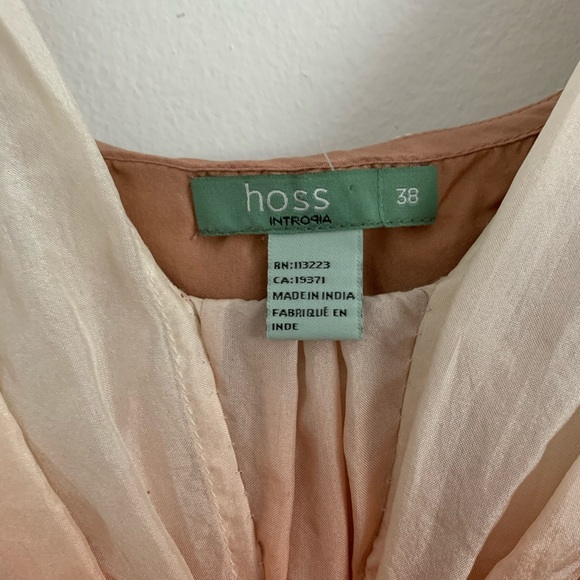 hoss
INTROPIA
38
RN:113223
CA:19371
MADE IN INDIA
FABRIQUÉ EN
INDE